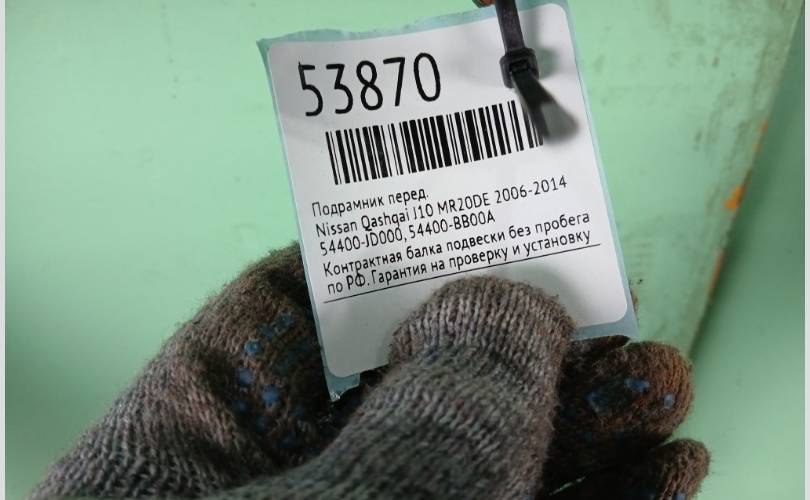 53870
Подрамник перед.
Nissan Qashqai J10 MR20DE 2006-2014
54400-JD000, 54400-BB00A
Контрактная балка подвески без пробега
по РФ. Гарантия на проверку и установку